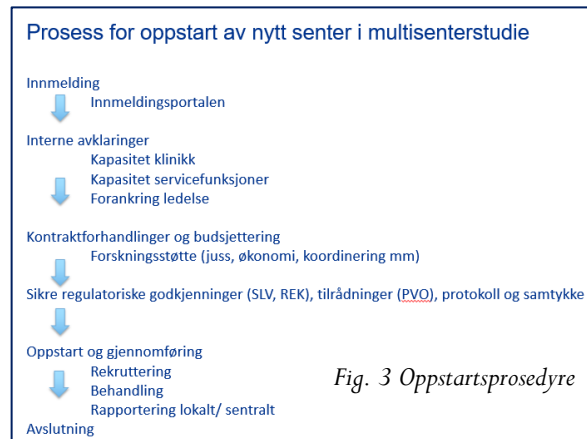 Prosess for oppstart av nytt senter i multisenterstudie
Innmelding
Innmeldingsportalen
Interne avklaringer
Kapasitet klinikk
Kapasitet servicefunksjoner
Forankring ledelse
Kontraktforhandlinger og budsjettering
Forskningsstøtte (juss, økonomi, koordinering mm)
Sikre regulatoriske godkjenninger (SLV, REK), tilrådninger (PVO), protokoll og samtykke
Oppstart og gjennomføring
Rekruttering
Behandling
Rapportering lokalt/ sentralt
Avslutning
Fig. 3 Oppstartsprosedyre